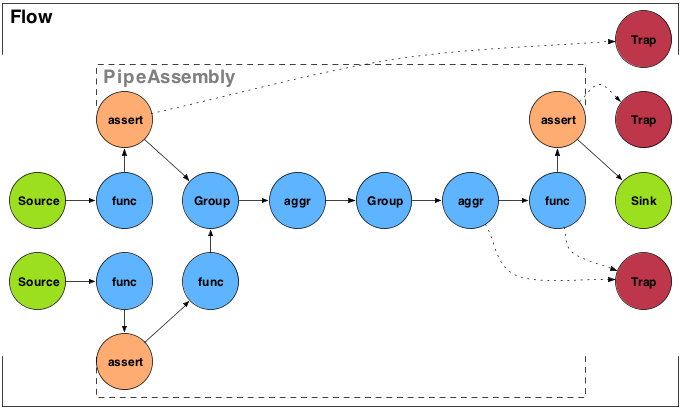 Flow
Trap
PipeAssembly
assert
assert
Trap
Source
func
Group
aggr
Group
aggr
func
Sink
Source
func
func
Trap
assert